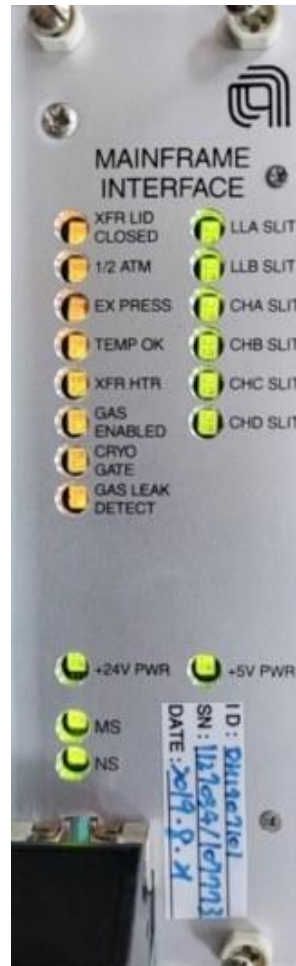 MAINFRAME
INTERFACE
XFR LID
CLOSED
1/2 ATM
EX PRESS
TEMP OK
XFR HTR
GAS
ENABLED
CRYO
GATE
GAS LEAK
DETECT
LLA SLIT
LLB SLIT
CHA SLIT
CHB SLIT
CHC SLIT
CHD SLIT
+24V PWR
+5V PWR
MS
NS
ID:
SN:
DATE: